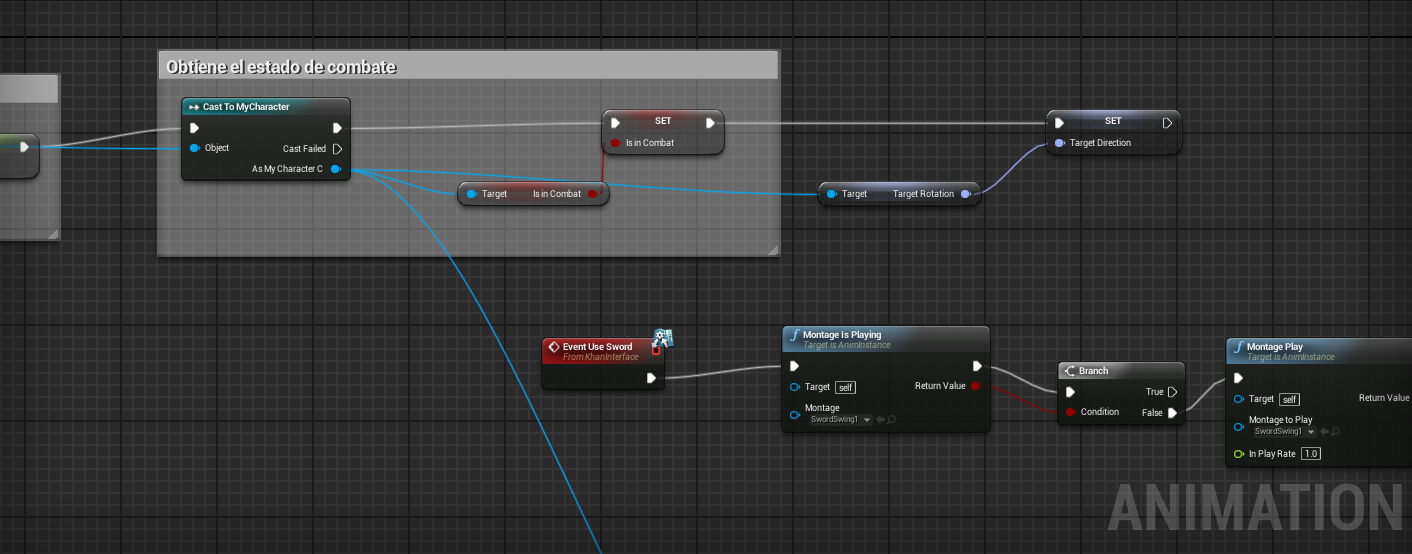 Obtiene el estado de combate
Cast To MyCharacter
Object
Cast Failed
As My Character C
SET
Is in Combat
Target
Is in Combat
SET
Target Direction
Target
Target Rotation
Event Use Sword
From KhanInterface
Montage Is Playing
Target is AnimInstance
Target self
Return Value
Montage
SwordSwing1
Branch
True
Condition
False
Montage Play
Target is AnimInstance
Target self
Return Value
Montage to Play
SwordSwing1
In Play Rate 1.0
ANIMATION